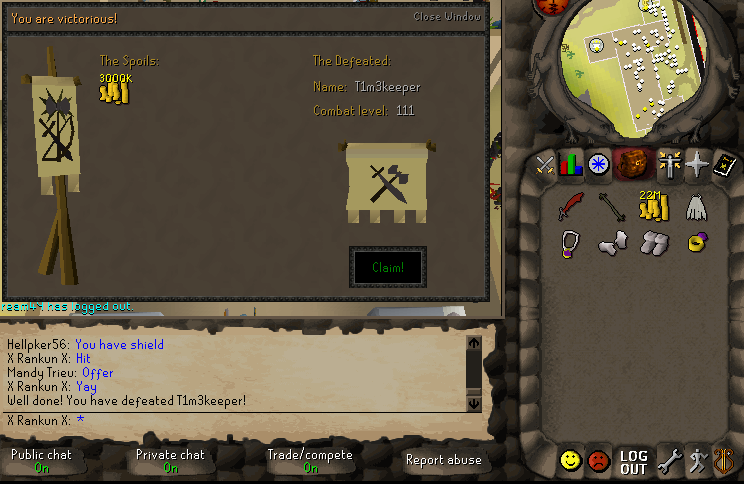 You are victorious!
Close Window
The Spoils:
3000K
The Defeated:
Name: T1m3keeper
Combat level: 111
Claim!
22M
has logged out.
Hellpker56: You have shield
X Rankun X: Hit
Mandy Trieu: Offer
X Rankun X: Yay
Well done! You have defeated T1m3keeper!
X Rankun X: *
Public chat
On
Private chat
On
Trade/compete
On
Report abuse
LOG
OUT